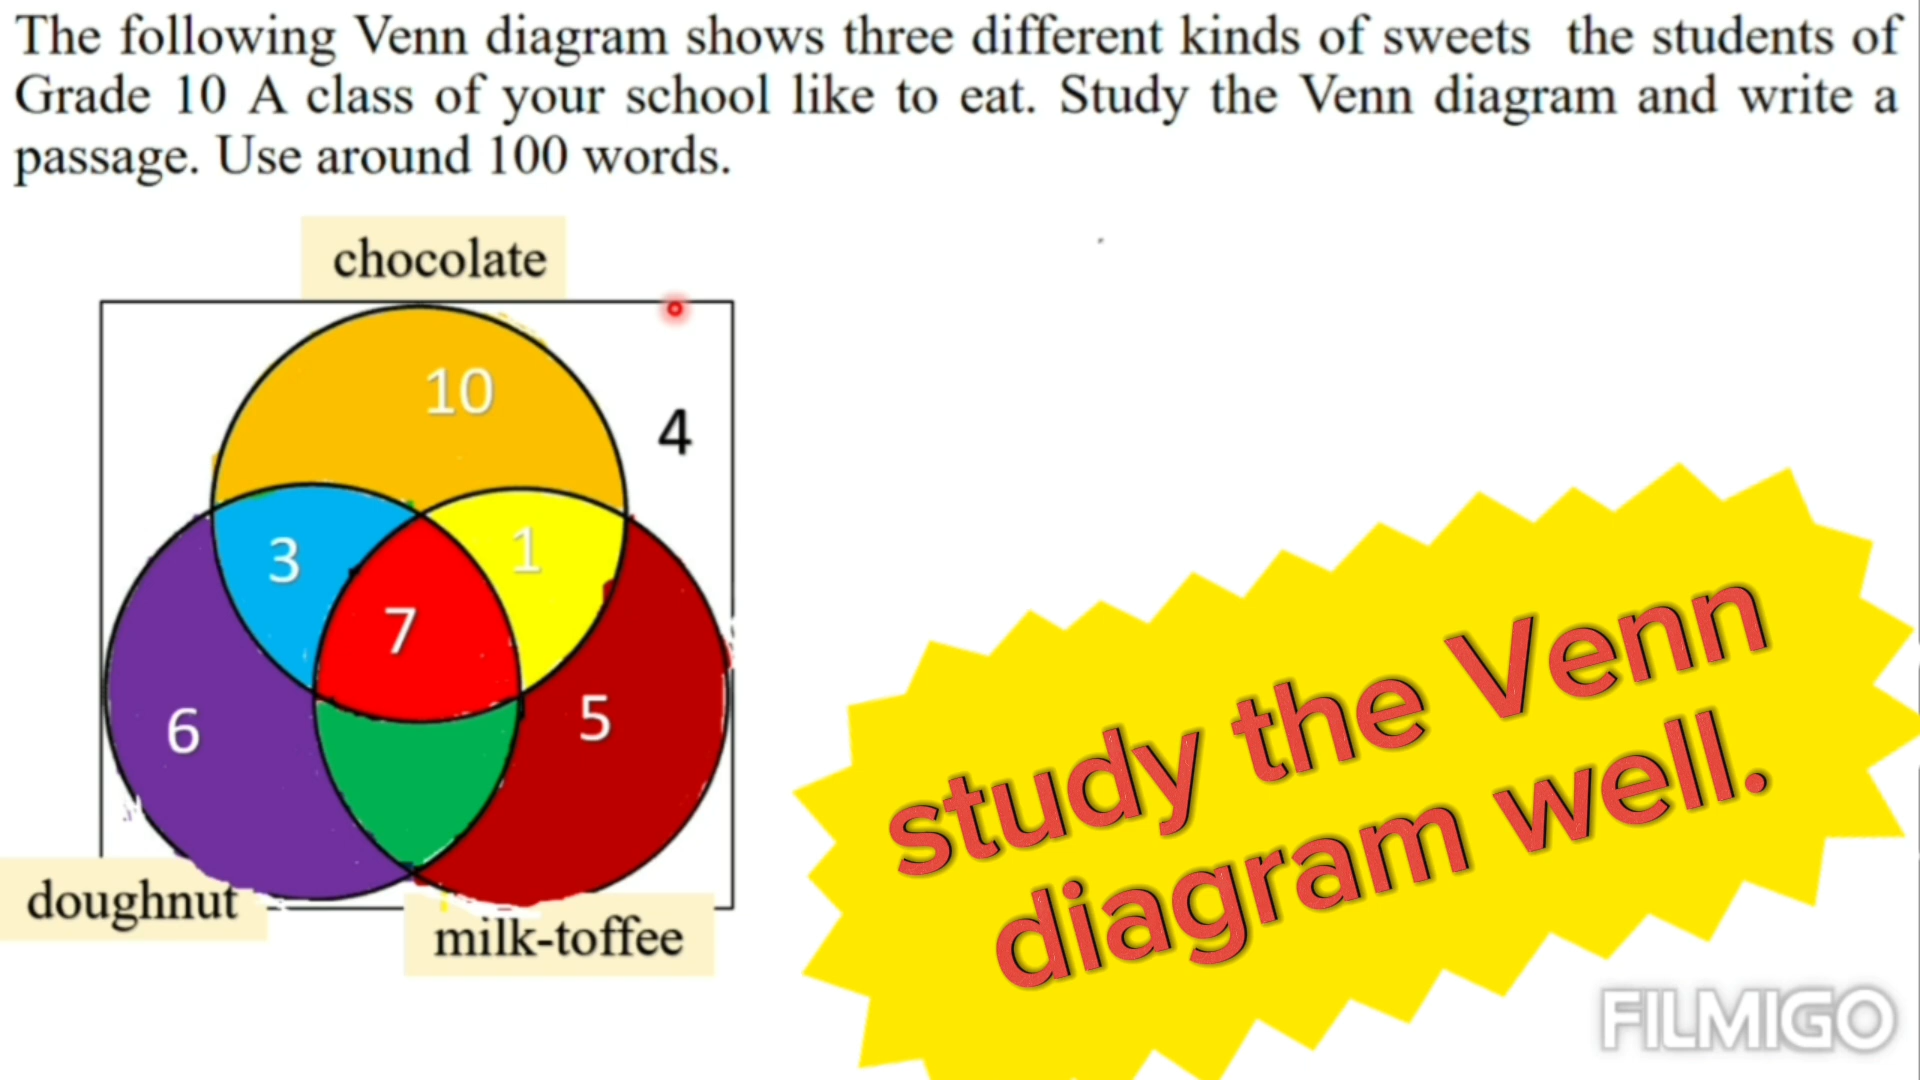 The following Venn diagram shows three different kinds of sweets the students of
Grade 10 A class of your school like to eat. Study the Venn diagram and write a
passage. Use around 100 words.
chocolate
10
4
3
1
7
6
5
doughnut
milk-toffee
study the Venn
diagram well.
FILMIGO